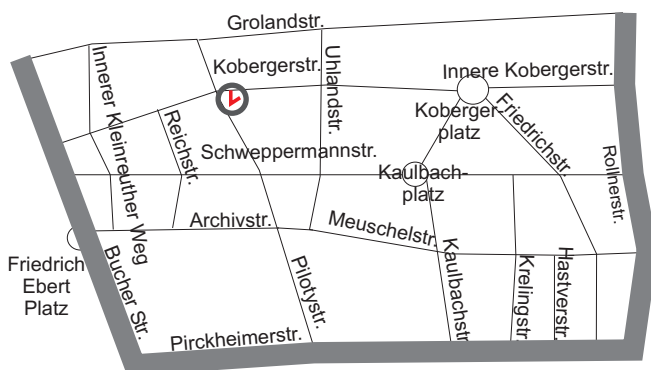 Grolandstr.
Kobergerstr.
Innere Kobergerstr.
Innerer Kleinreuther Weg
Uhlandstr.
Koberger-
platz
Friedrichstr.
Reichstr.
Schweppermannstr.
Kaulbach-
platz
Rollnerstr.
Archivstr.
Meuschelstr.
Friedrich
Ebert
Platz
Bucher Str.
Pilotystr.
Kaulbachstr.
Krelingstr.
Hastverstr.
Pirckheimerstr.